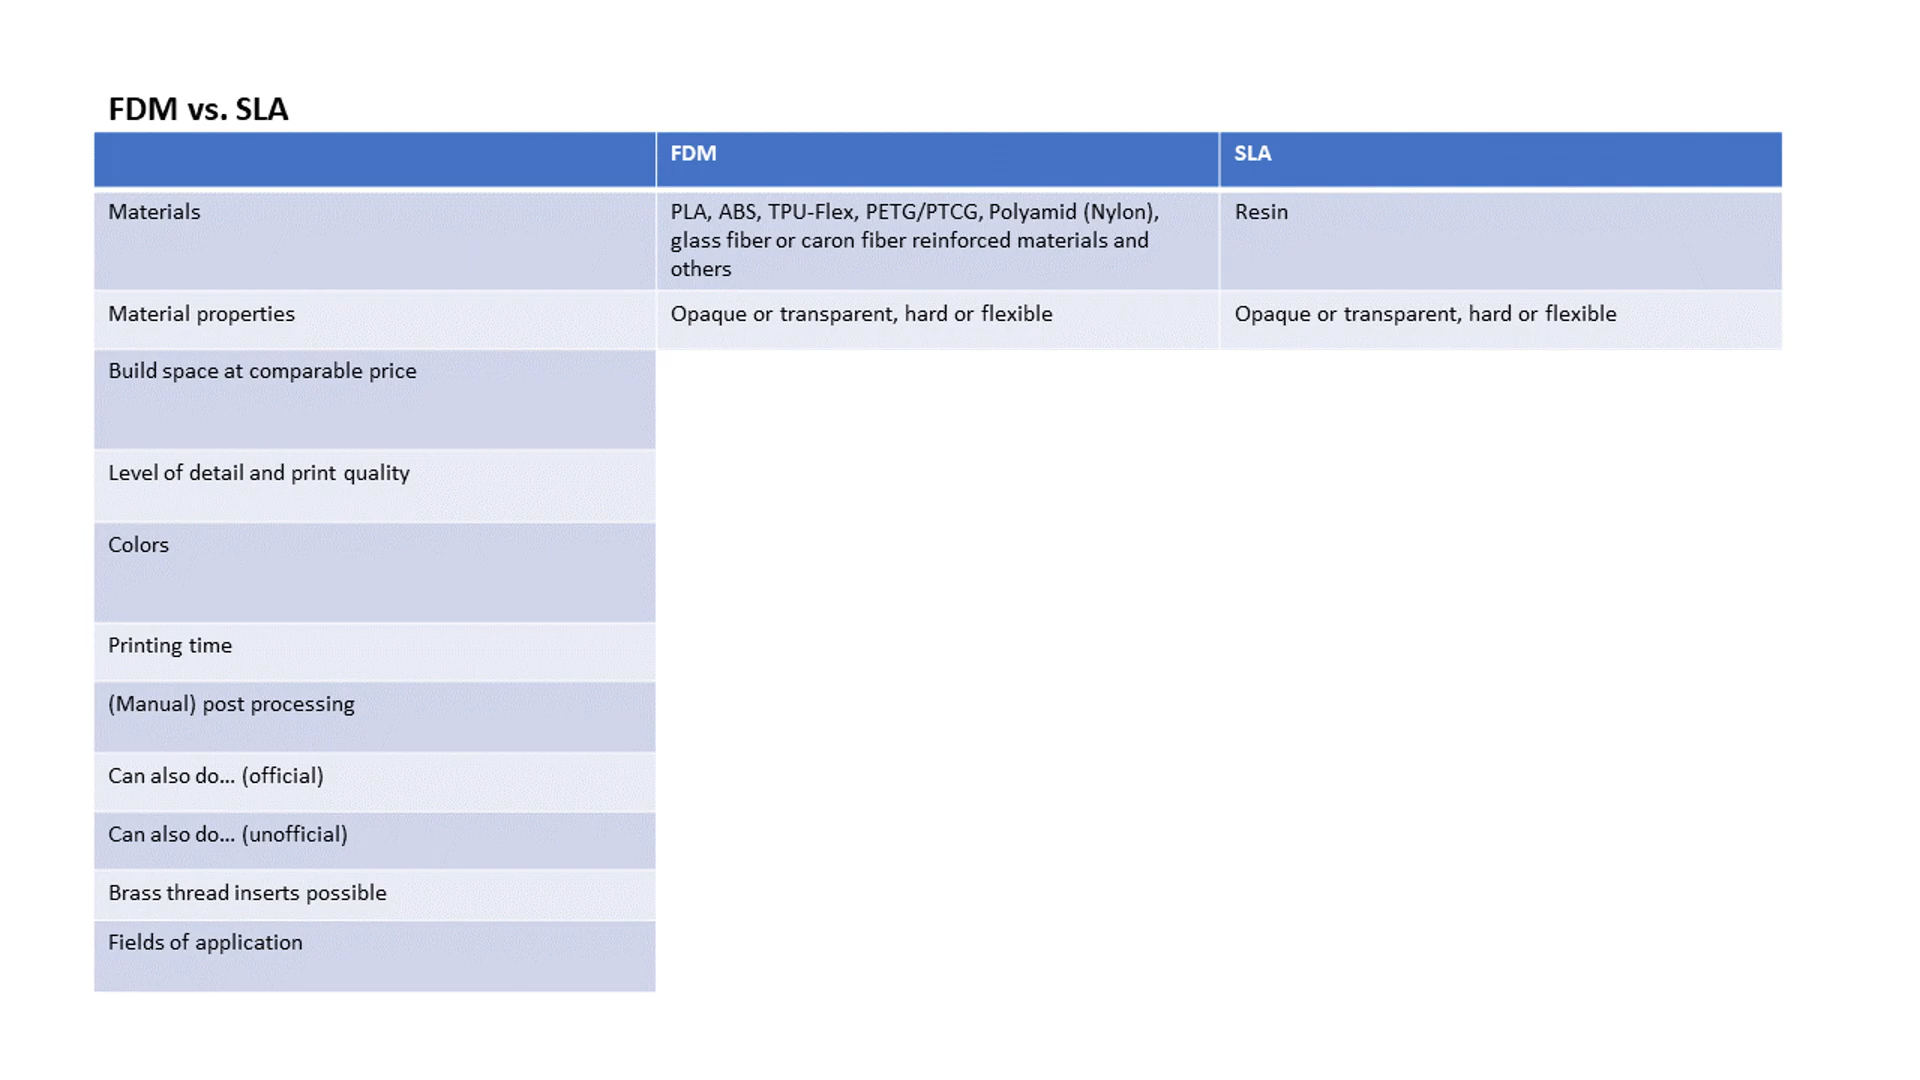 FDM vs. SLA
FDM SLA
Materials PLA, ABS, TPU-Flex, PETG/PTCG, Polyamid (Nylon), Resin
glass fiber or caron fiber reinforced materials and
others
Material properties Opaque or transparent, hard or flexible Opaque or transparent, hard or flexible
Build space at comparable price
Level of detail and print quality
Colors
Printing time
(Manual) post processing
Can also do... (official)
Can also do... (unofficial)
Brass thread inserts possible
Fields of application